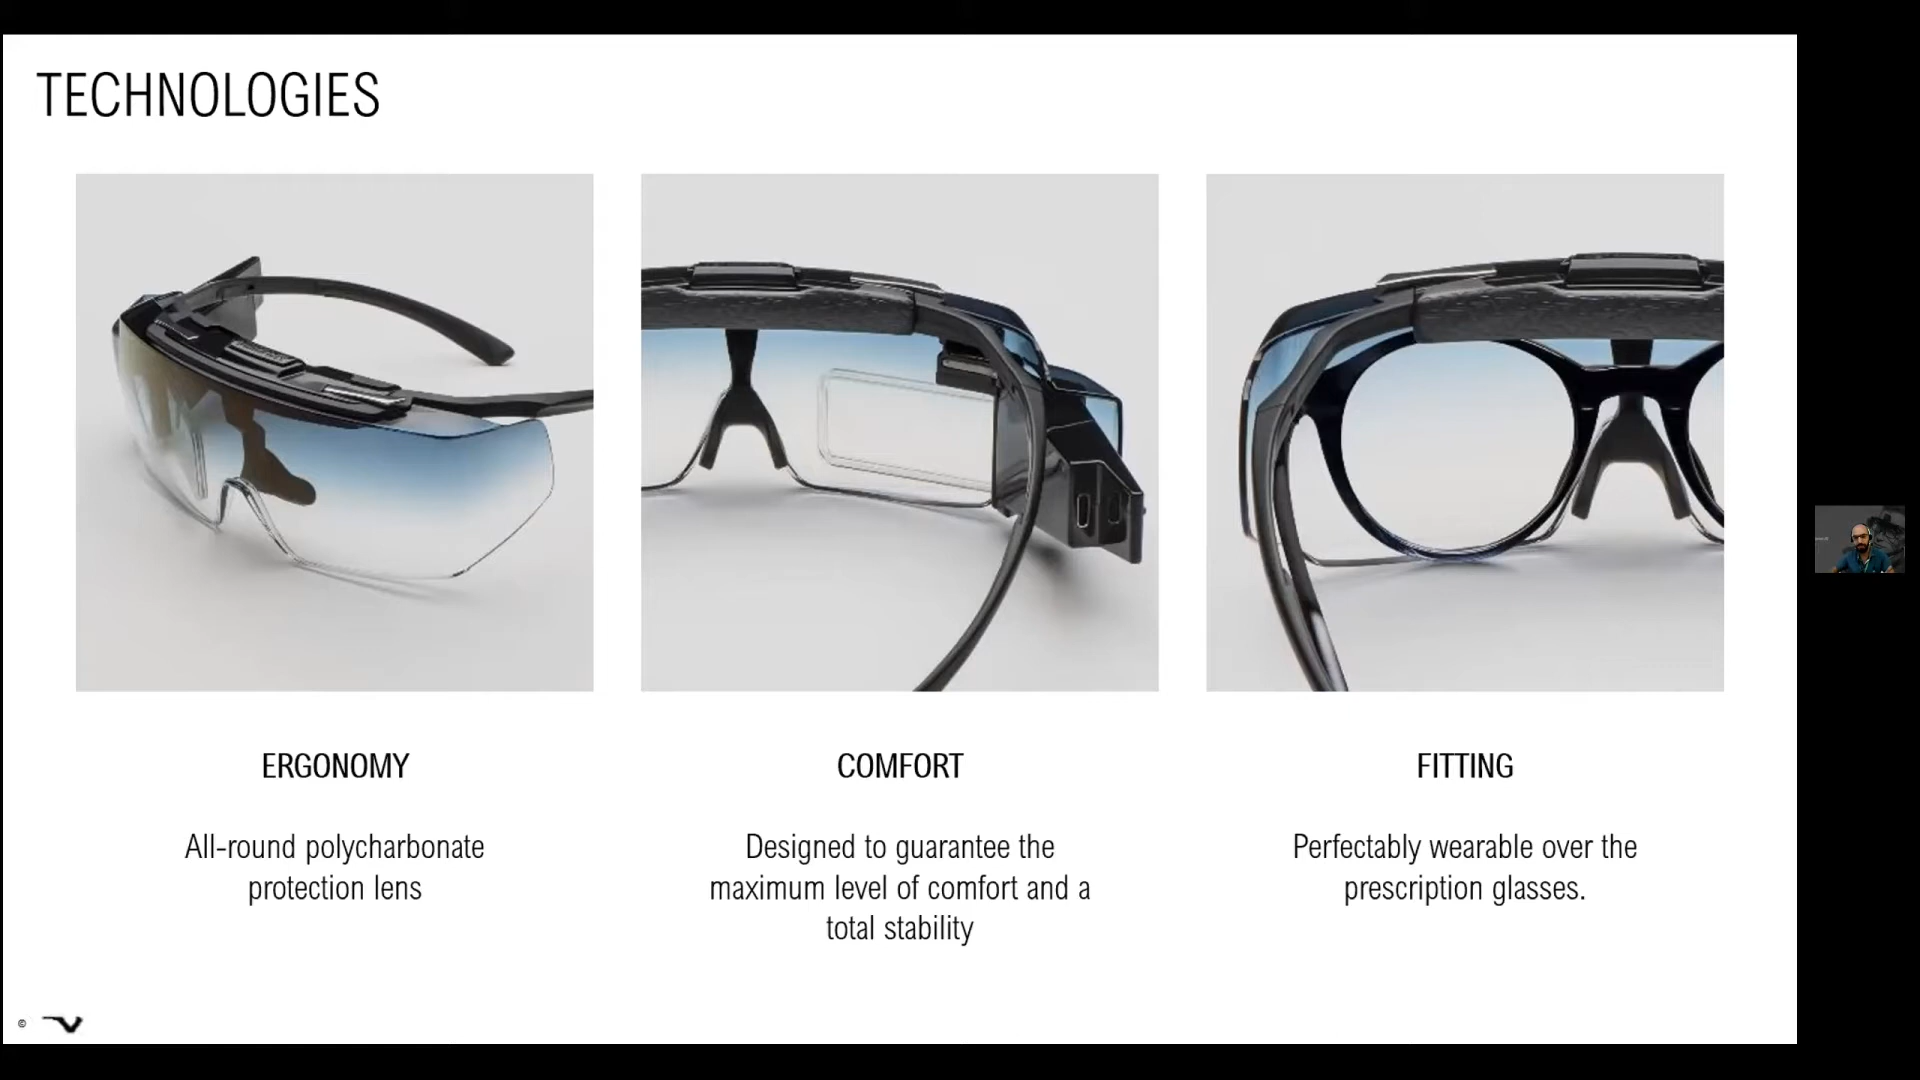 TECHNOLOGIES
ERGONOMY
All-round polycharbonate
protection lens
COMFORT
Designed to guarantee the
maximum level of comfort and a
total stability
FITTING
Perfectably wearable over the
prescription glasses.
©